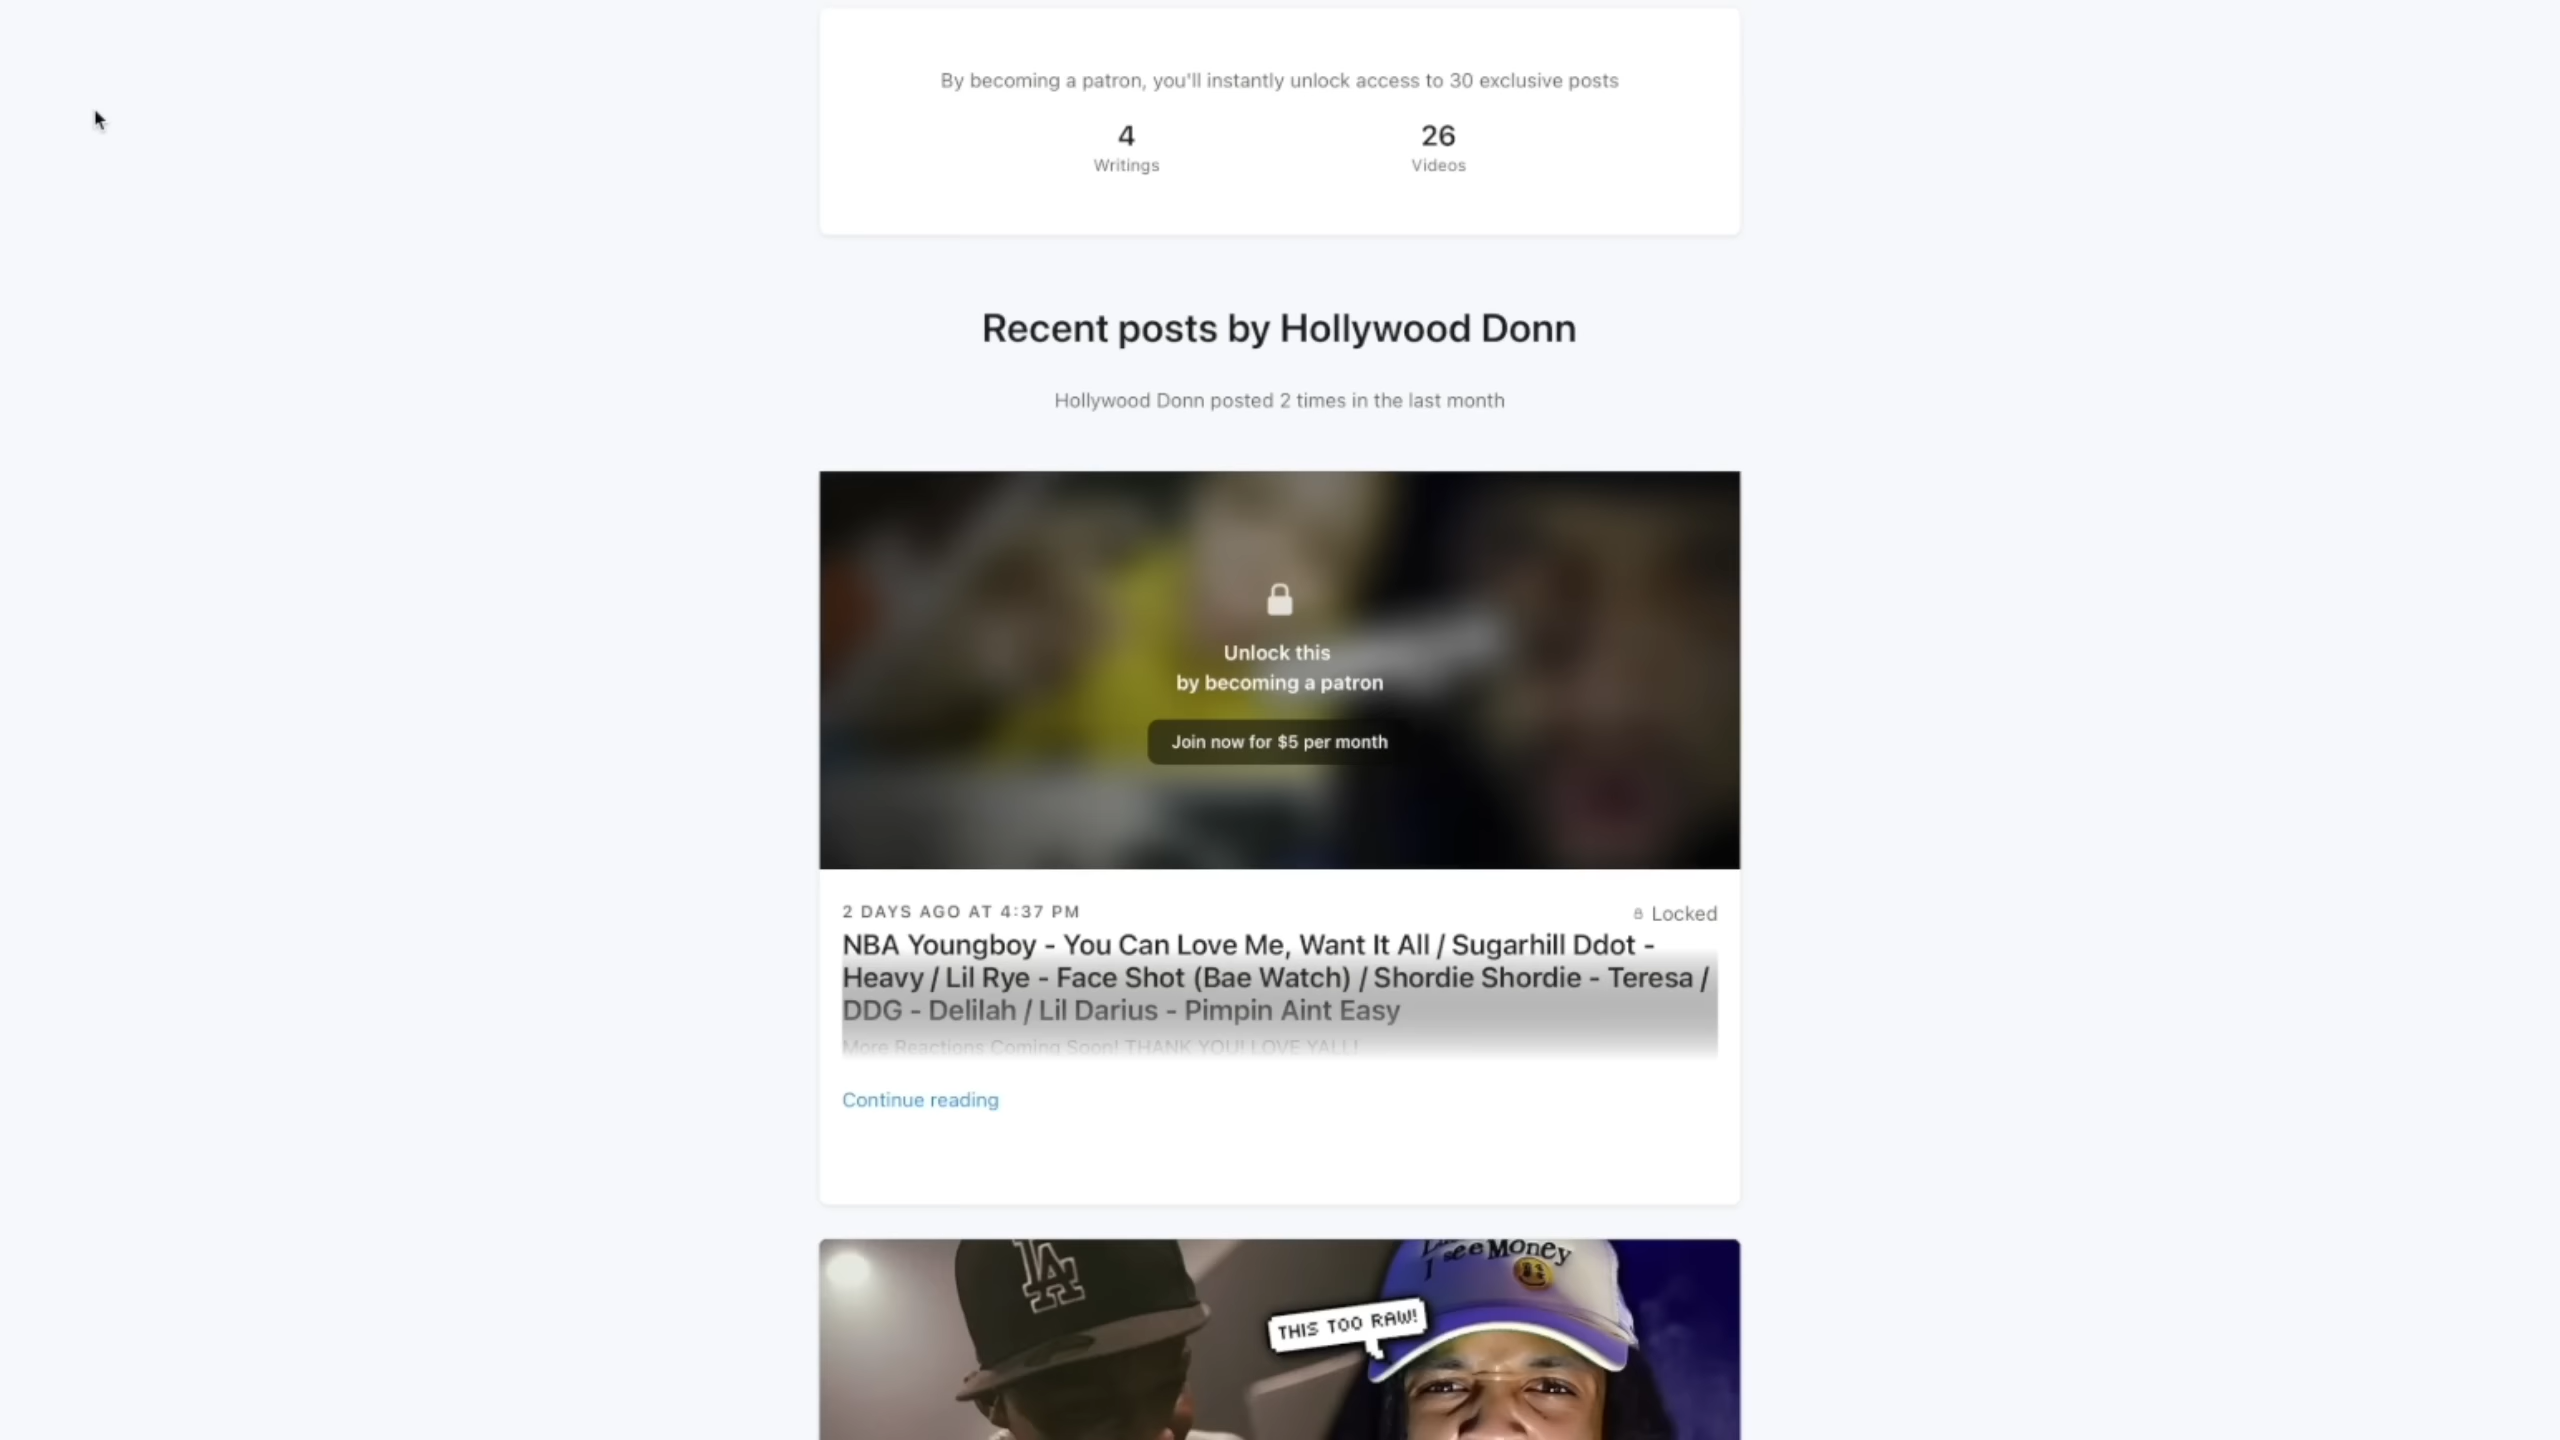 By becoming a patron, you'll instantly unlock access to 30 exclusive posts
4
Writings
26
Videos
Recent posts by Hollywood Donn
Hollywood Donn posted 2 times in the last month
Unlock this
by becoming a patron
Join now for $5 per month
2 DAYS AGO AT 4:37 PM
Locked
NBA Youngboy - You Can Love Me, Want It All / Sugarhill Ddot -
Heavy / Lil Rye - Face Shot (Bae Watch) / Shordie Shordie - Teresa /
DDG - Delilah / Lil Darius - Pimpin Aint Easy
More Reactions Coming Soon! THANK YOU! LOVE YALL!
Continue reading
LA
I see Money
THIS TOO RAW!